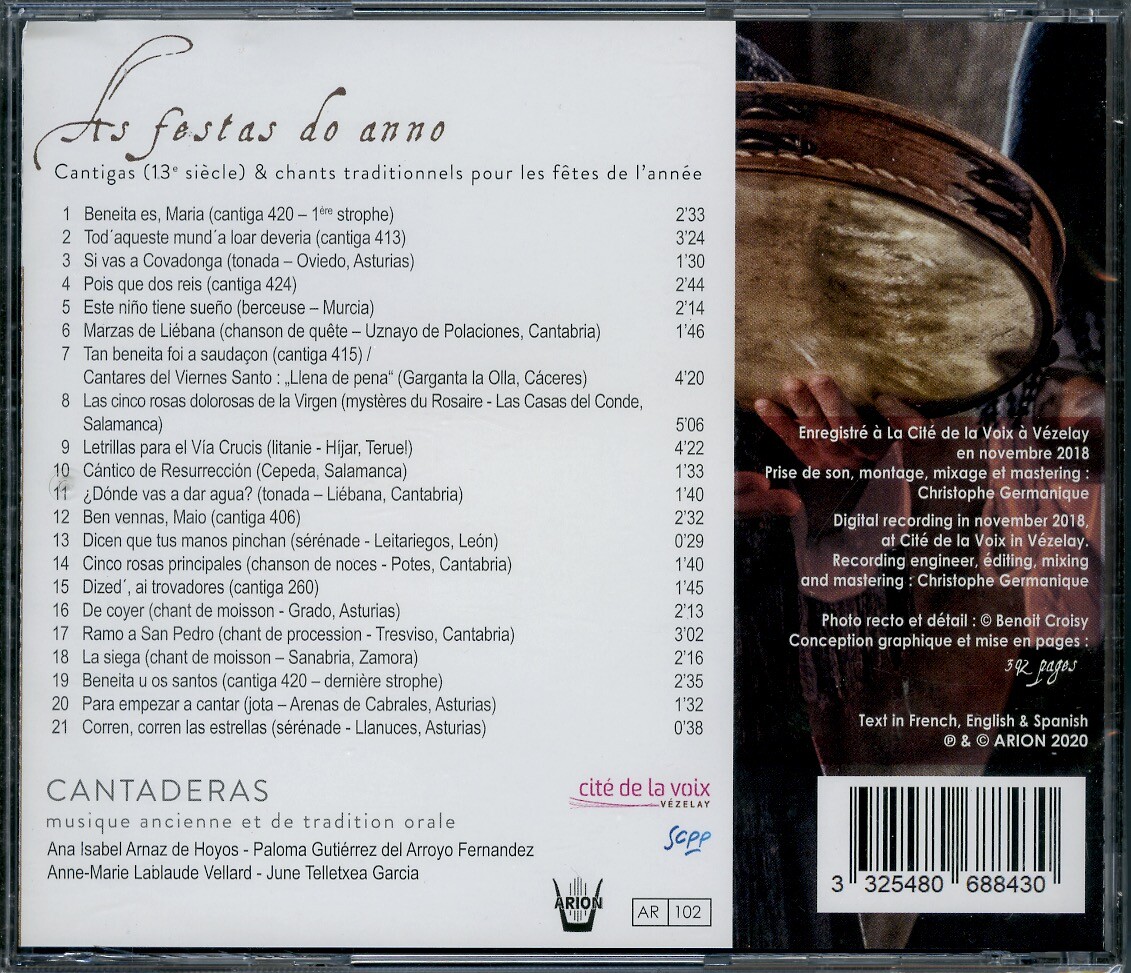 As festas do anno
Cantigas (13e siècle) & chants traditionnels pour les fêtes de l'année
1 Beneita es, Maria (cantiga 420 – 1ère strophe) 2'33
2 Tod´aqueste mund´a loar deveria (cantiga 413) 3'24
3 Si vas a Covadonga (tonada – Oviedo, Asturias) 1'30
4 Pois que dos reis (cantiga 424) 2'44
5 Este niño tiene sueño (berceuse – Murcia) 2'14
6 Marzas de Liébana (chanson de quête – Uznayo de Polaciones, Cantabria) 1'46
7 Tan beneita foi a saudaçon (cantiga 415) /
Cantares del Viernes Santo : „Llena de pena“ (Garganta la Olla, Cáceres) 4'20
8 Las cinco rosas dolorosas de la Virgen (mystères du Rosaire - Las Casas del Conde,
Salamanca) 5'06
9 Letrillas para el Vía Crucis (litanie - Híjar, Teruel) 4'22
10 Cántico de Resurrección (Cepeda, Salamanca) 1'33
11 ¿Dónde vas a dar agua? (tonada – Liébana, Cantabria) 1'40
12 Ben vennas, Maio (cantiga 406) 2'32
13 Dicen que tus manos pinchan (sérénade - Leitariegos, León) 0'29
14 Cinco rosas principales (chanson de noces - Potes, Cantabria) 1'40
15 Dized´, ai trovadores (cantiga 260) 1'45
16 De coyer (chant de moisson - Grado, Asturias) 2'13
17 Ramo a San Pedro (chant de procession - Tresviso, Cantabria) 3'02
18 La siega (chant de moisson – Sanabria, Zamora) 2'16
19 Beneita u os santos (cantiga 420 – dernière strophe) 2'35
20 Para empezar a cantar (jota – Arenas de Cabrales, Asturias) 1'32
21 Corren, corren las estrellas (sérénade - Llanuces, Asturias) 0'38
CANTADERAS
musique ancienne et de tradition orale
Ana Isabel Arnaz de Hoyos - Paloma Gutiérrez del Arroyo Fernandez
Anne-Marie Lablaude Vellard - June Telletxea Garcia
cité de la voix
VÉZELAY
scpp
ARION
AR 102
Enregistré à La Cité de la Voix à Vézelay
en novembre 2018
Prise de son, montage, mixage et mastering :
Christophe Germanique
Digital recording in november 2018,
at Cité de la Voix in Vézelay.
Recording engineer, éditing, mixing
and mastering : Christophe Germanique
Photo recto et détail : © Benoit Croisy
Conception graphique et mise en pages :
392 pages
Text in French, English & Spanish
℗ & © ARION 2020
3 325480 688430